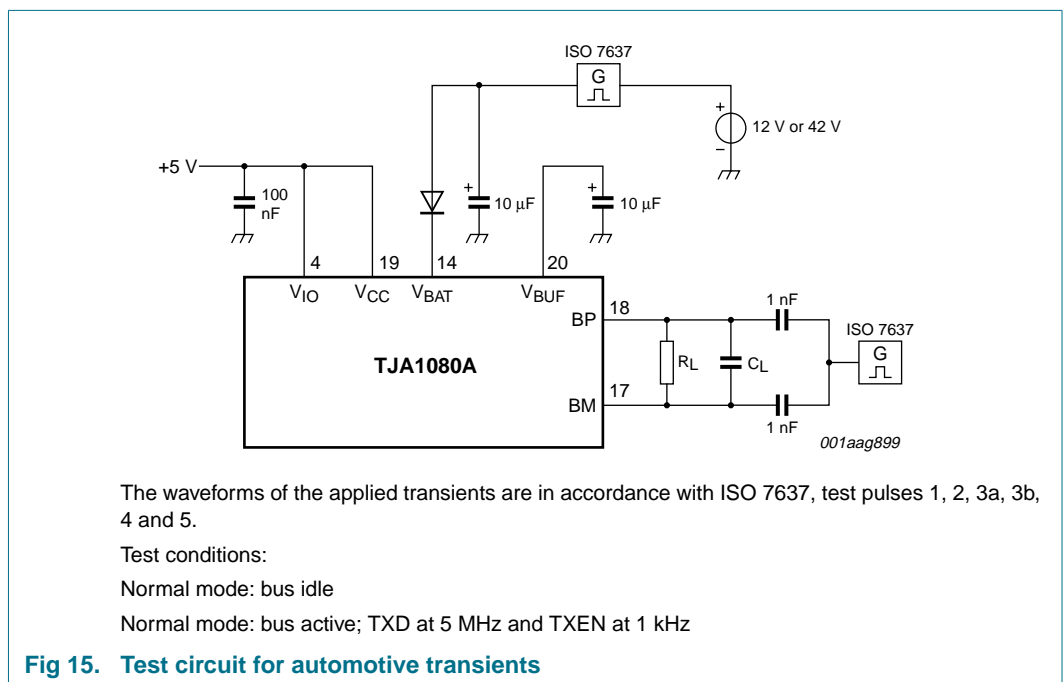 ISO 7637
G
12 V or 42 V
+
−
+5 V
100
nF
+
10 μF
+
10 μF
4
19
14
20
VIO
VCC
VBAT
VBUF
BP
18
1 nF
ISO 7637
G
TJA1080A
RL
CL
BM
17
1 nF
001aag899
The waveforms of the applied transients are in accordance with ISO 7637, test pulses 1, 2, 3a, 3b,
4 and 5.
Test conditions:
Normal mode: bus idle
Normal mode: bus active; TXD at 5 MHz and TXEN at 1 kHz
Fig 15. Test circuit for automotive transients